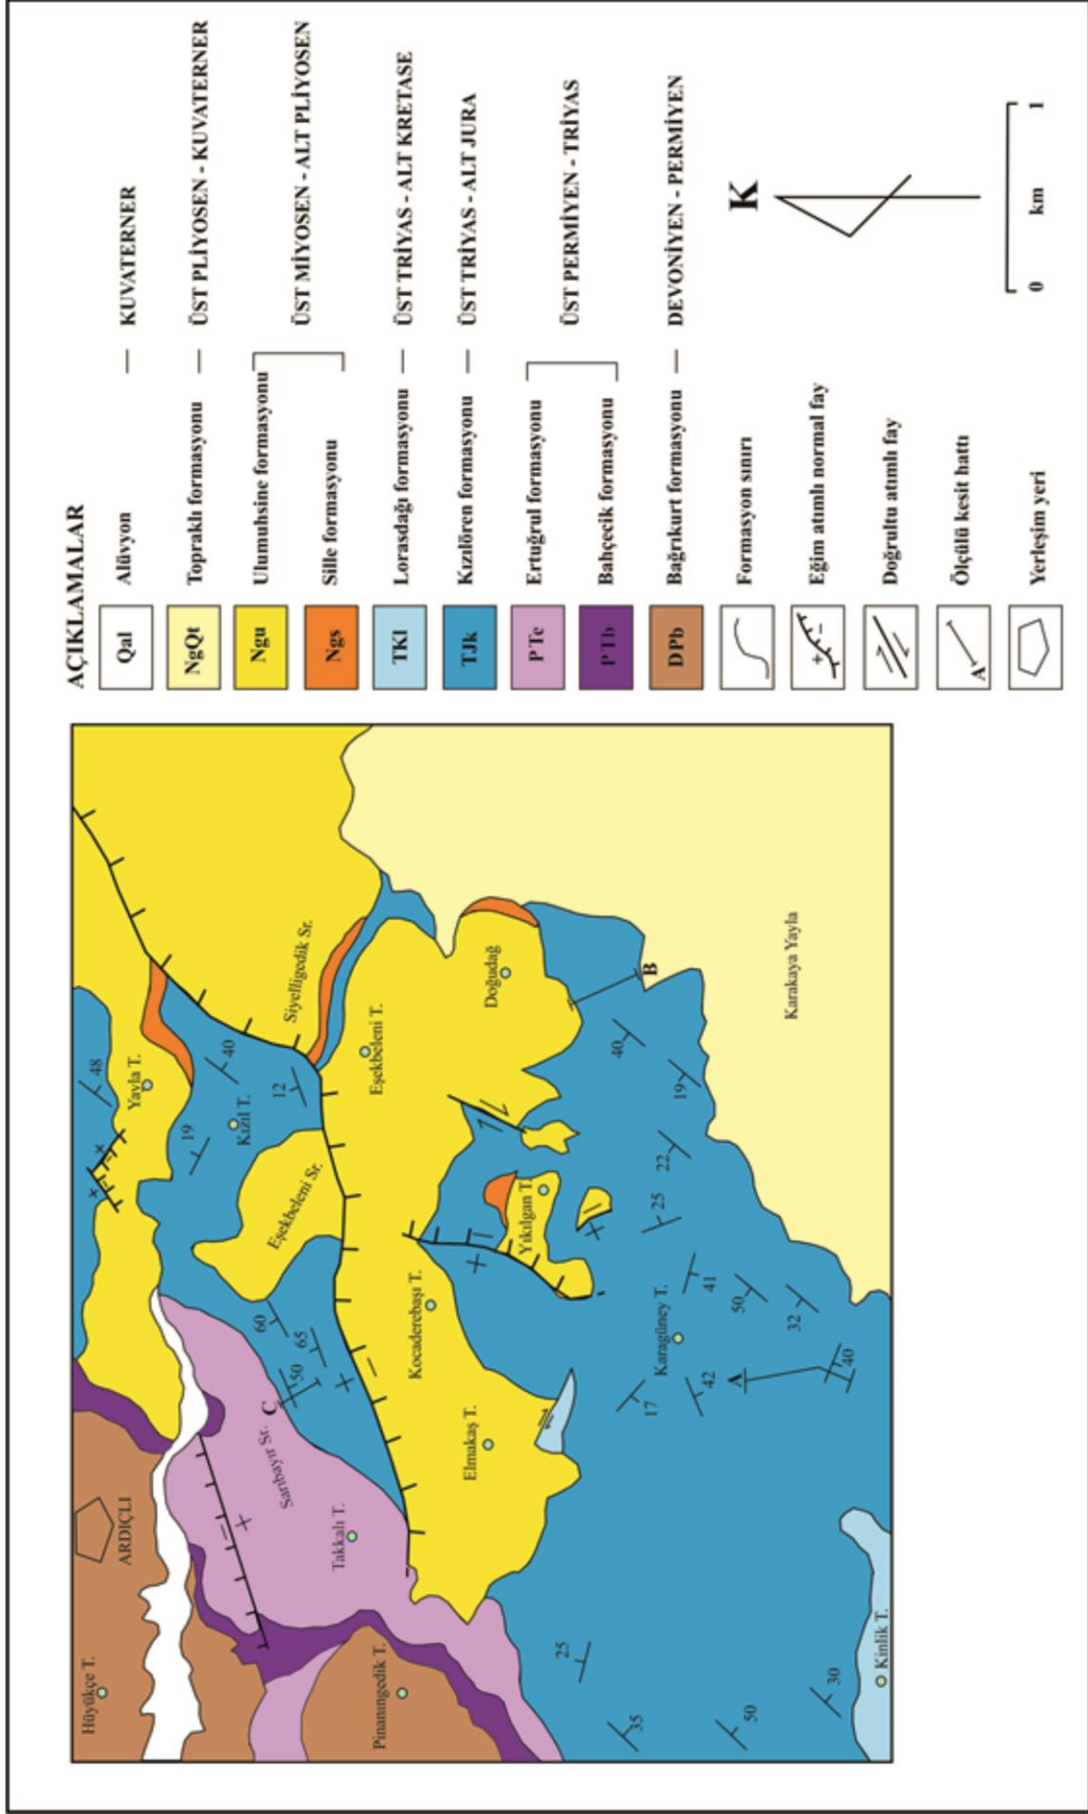 AÇIKLAMALAR
Qal Alüvyon — KUVATERNER
NgQt Topraklı formasyonu — ÜST PLİYOSEN - KUVATERNER
Ngu Ulumuhsine formasyonu
ÜST MİYOSEN - ALT PLİYOSEN
Ngs Sille formasyonu
TKl Lorasdağı formasyonu — ÜST TRİYAS - ALT KRETASE
TJk Kızılören formasyonu — ÜST TRİYAS - ALT JURA
PTe Ertuğrul formasyonu
ÜST PERMİYEN - TRİYAS
PTb Bahçecik formasyonu
DPb Bağrıkurt formasyonu — DEVONİYEN - PERMİYEN
Formasyon sınırı
+ - Eğim atımlı normal fay
Doğrultu atımlı fay
A Ölçülü kesit hattı
Yerleşim yeri
K
0 km 1
Hüyükçe T.
ARDIÇLI
Yayla T.
48
19
Kızıl T.
40
12
Siyelligedik Sr.
Eşekbeleni Sr.
60
65
50
C
Sarıbayır Sr.
Takkalı T.
Eşekbeleni T.
Pınarıngedik T.
Kocaderebaşı T.
Elmakaş T.
Doğudağ
Yıkılgan T.
B
40
19
22
25
Karagüney T.
41
50
32
17
42
A
40
25
35
50
30
Kinlik T.
Karakaya Yayla